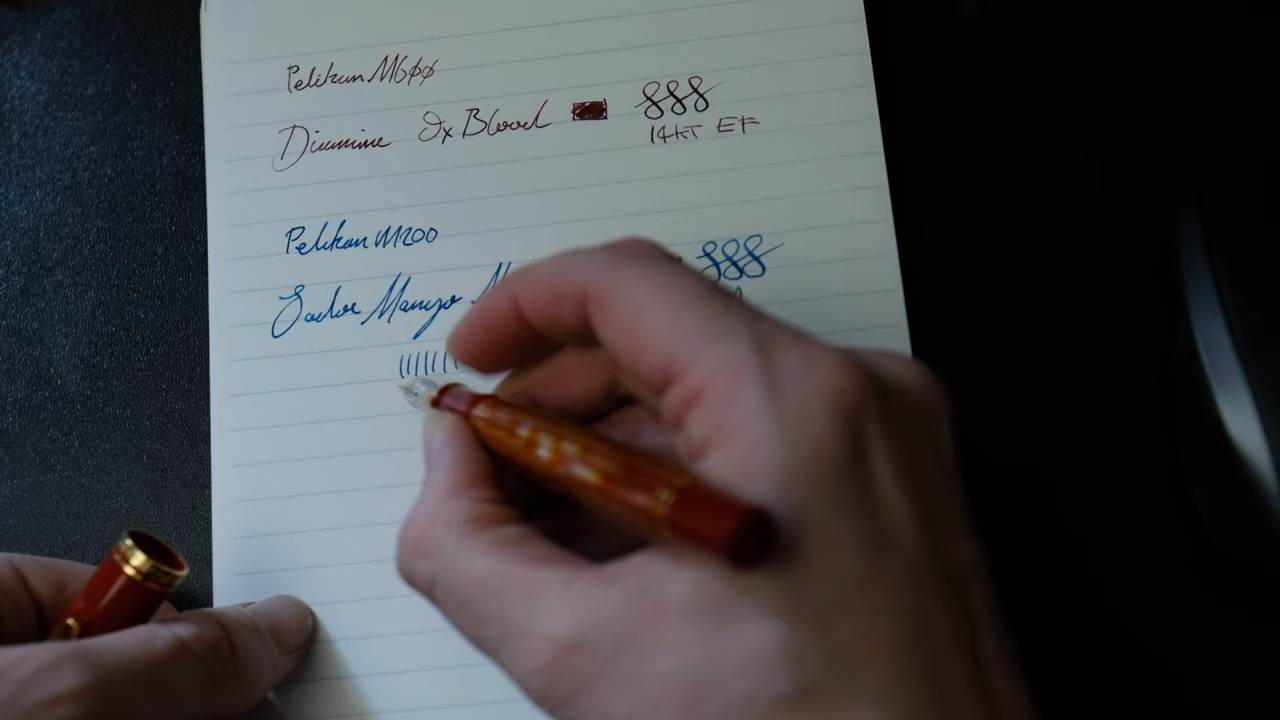 Pelikan M600
Diamine Ox Blood 888
14KT EF
Pelikan M200
Sailor Manyo 888